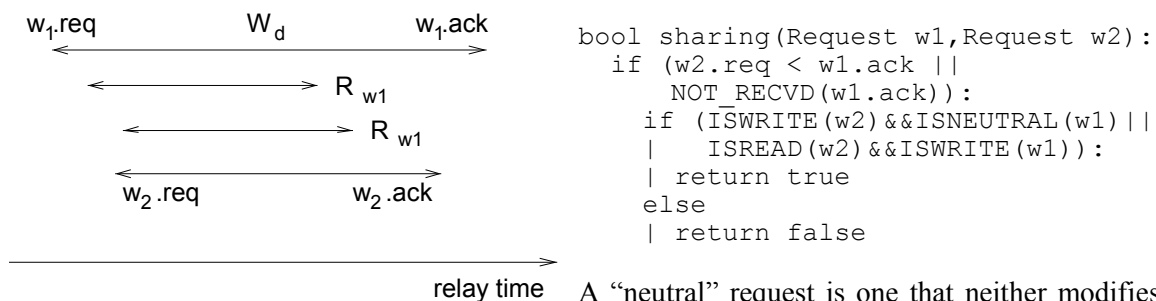 w1.req W d w1.ack
R w1
R w1
w2.req w2.ack
relay time
bool sharing(Request w1,Request w2):
if (w2.req < w1.ack ||
NOT_RECVD(w1.ack)):
if (ISWRITE(w2)&&ISNEUTRAL(w1)||
| ISREAD(w2)&&ISWRITE(w1)):
| return true
else
| return false
A “neutral” request is one that neither modifies